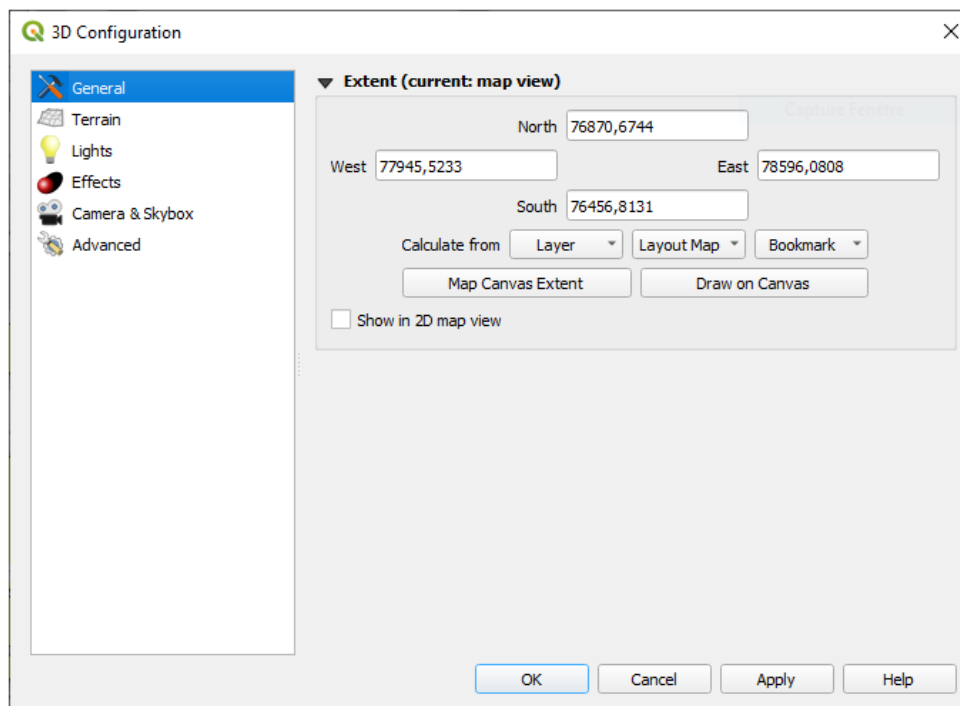 3D Configuration
General
Terrain
Lights
Effects
Camera & Skybox
Advanced
Extent (current: map view)
Capture Fenêtre
North 76870,6744
West 77945,5233 East 78596,0808
South 76456,8131
Calculate from Layer Layout Map Bookmark
Map Canvas Extent Draw on Canvas
Show in 2D map view
OK Cancel Apply Help